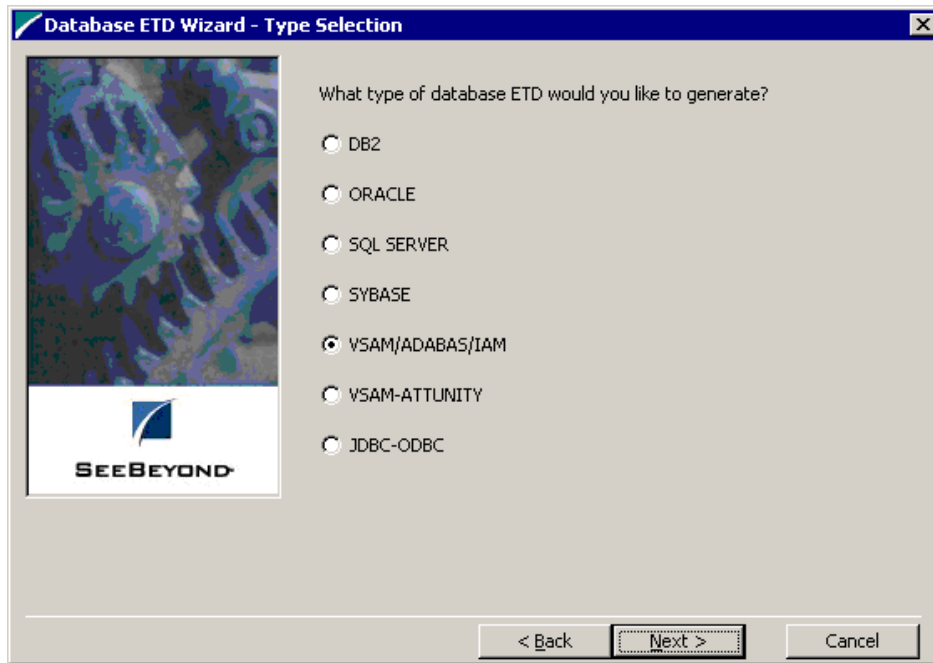 Database ETD Wizard - Type Selection
What type of database ETD would you like to generate?
DB2
ORACLE
SQL SERVER
SYBASE
VSAM/ADABAS/IAM
VSAM-ATTUNITY
JDBC-ODBC
SEEBEYOND
< Back
Next >
Cancel